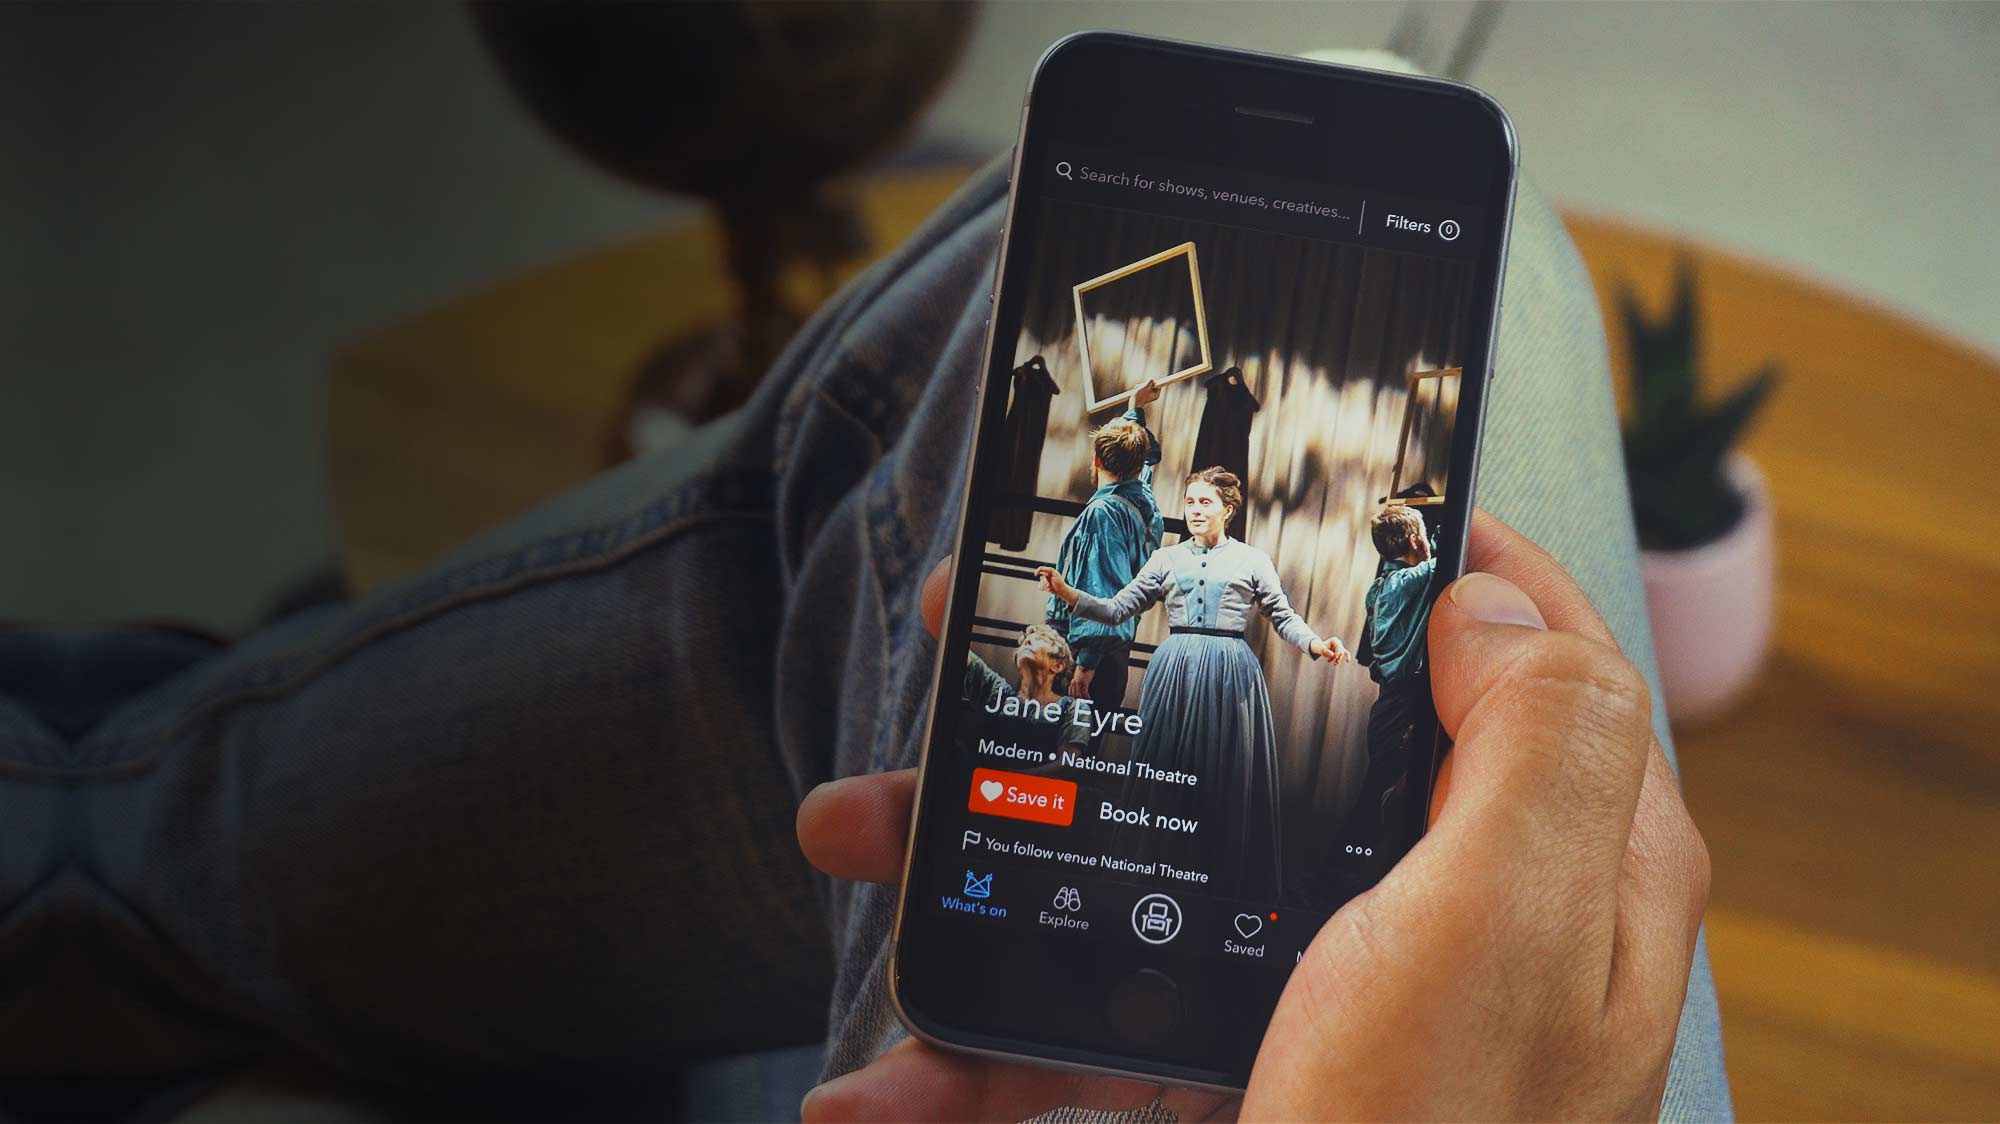 Search for shows, venues, creatives...
Filters 0
Jane Eyre
Modern • National Theatre
Save it
Book now
You follow venue National Theatre
What's on
Explore
Saved